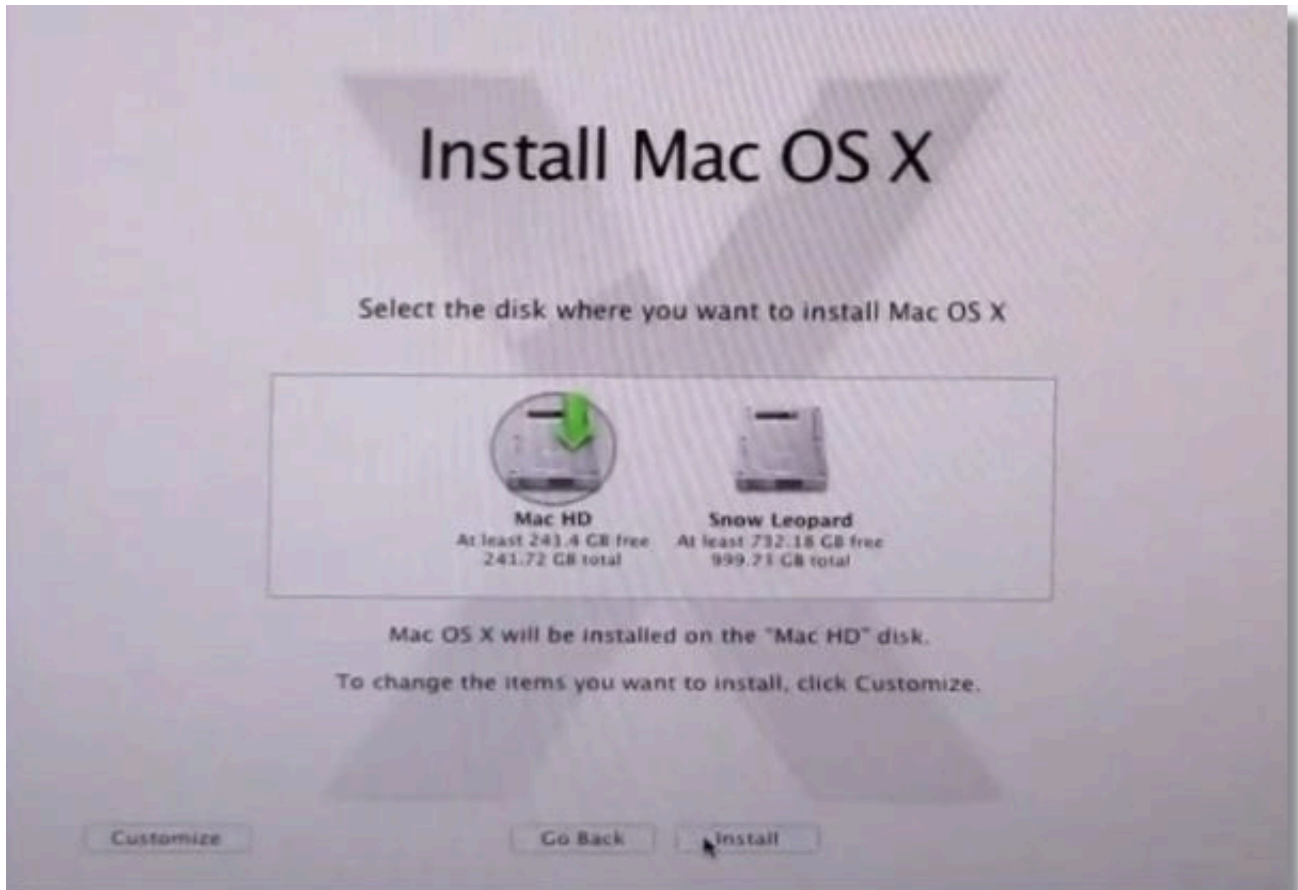 Install Mac OS X
Select the disk where you want to install Mac OS X
Mac HD
At least 241.4 GB free
241.72 GB total
Snow Leopard
At least 732.18 GB free
999.73 GB total
Mac OS X will be installed on the "Mac HD" disk.
To change the items you want to install, click Customize.
Customize
Go Back
Install